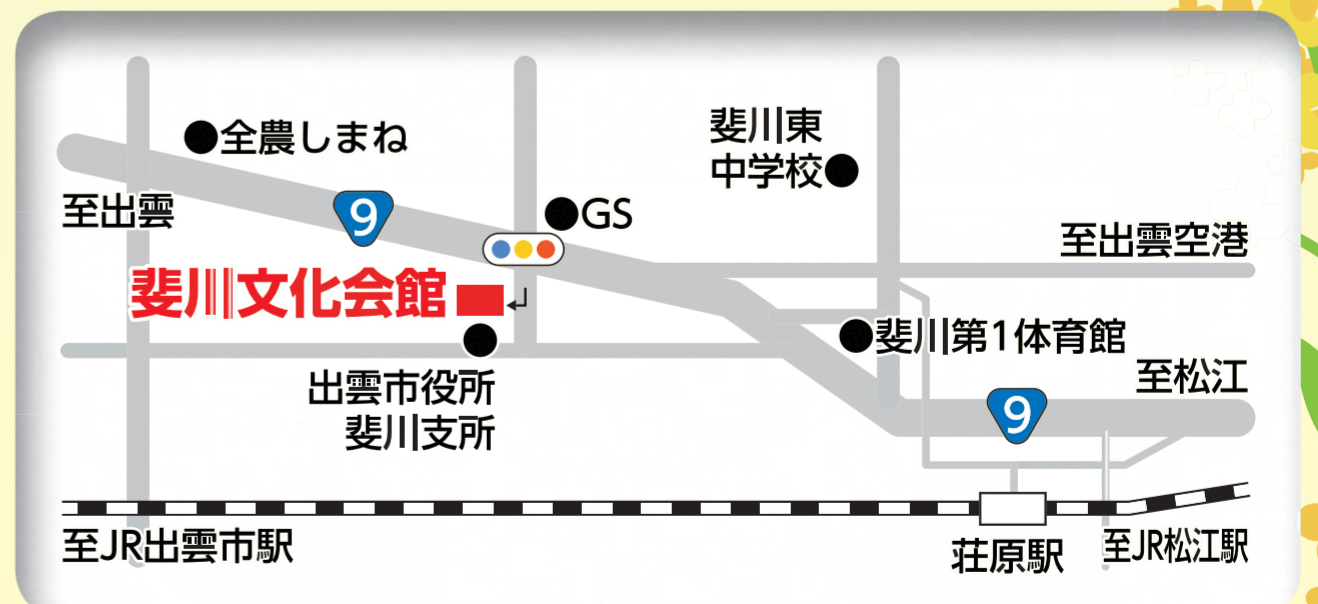 全農しまね
斐川東
中学校
至出雲
9
GS
至出雲空港
斐川文化会館
斐川第1体育館
至松江
出雲市役所
斐川支所
9
至JR出雲市駅
荘原駅
至JR松江駅